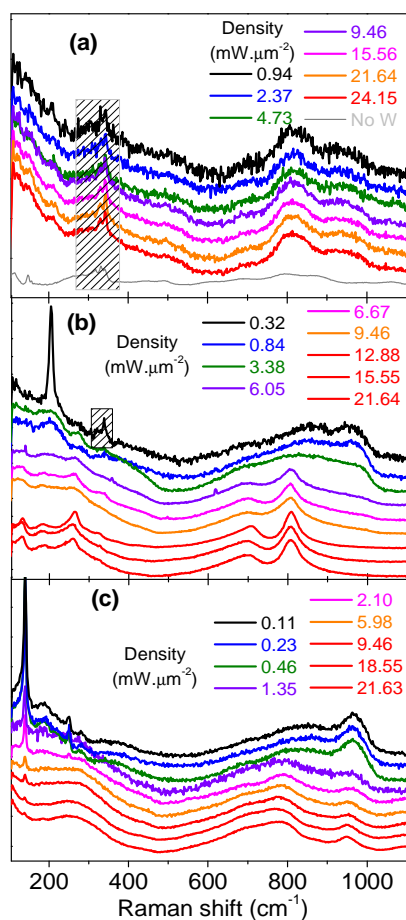 (a)
Density
(mW.μm-2)
0.94
2.37
4.73
9.46
15.56
21.64
24.15
No W
(b)
Density
(mW.μm-2)
0.32
0.84
3.38
6.05
6.67
9.46
12.88
15.55
21.64
(c)
Density
(mW.μm-2)
0.11
0.23
0.46
1.35
2.10
5.98
9.46
18.55
21.63
200 400 600 800 1000
Raman shift (cm-1)